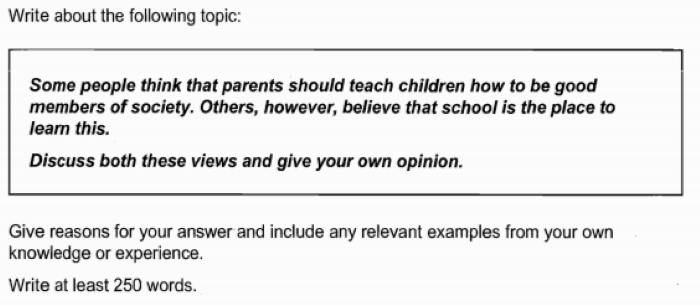 Write about the following topic:
Some people think that parents should teach children how to be good
members of society. Others, however, believe that school is the place to
learn this.
Discuss both these views and give your own opinion.
Give reasons for your answer and include any relevant examples from your own
knowledge or experience.
Write at least 250 words.